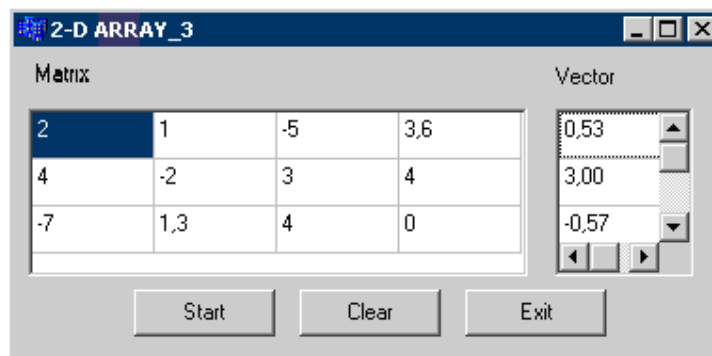 2-D ARRAY_3
Matrix Vector
2 1 -5 3,6 0,53
4 -2 3 4 3,00
-7 1,3 4 0 -0,57
Start Clear Exit